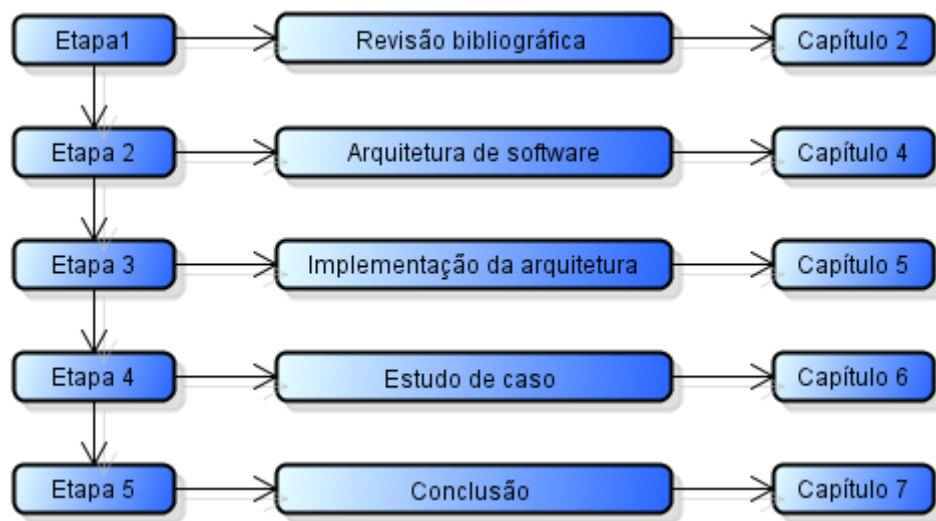 Etapa1
Revisão bibliográfica
Capítulo 2
Etapa 2
Arquitetura de software
Capítulo 4
Etapa 3
Implementação da arquitetura
Capítulo 5
Etapa 4
Estudo de caso
Capítulo 6
Etapa 5
Conclusão
Capítulo 7